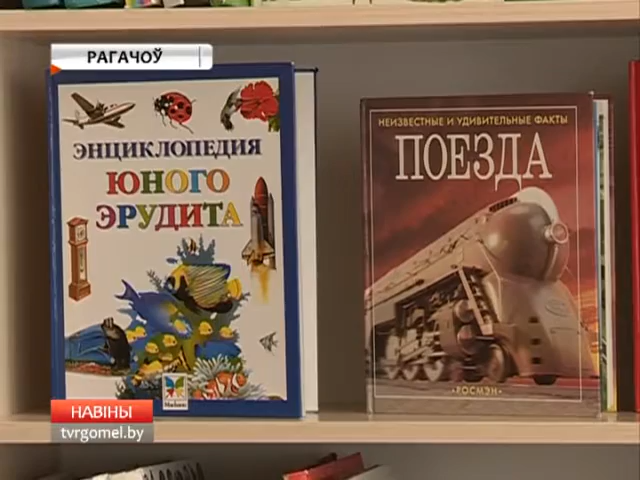 РАГАЧОЎ
ЭНЦИКЛОПЕДИЯ
ЮНОГО
ЭРУДИТА
НЕИЗВЕСТНЫЕ И УДИВИТЕЛЬНЫЕ ФАКТЫ
ПОЕЗДА
РОСМЭН
НАВІНЫ
tvrgomel.by